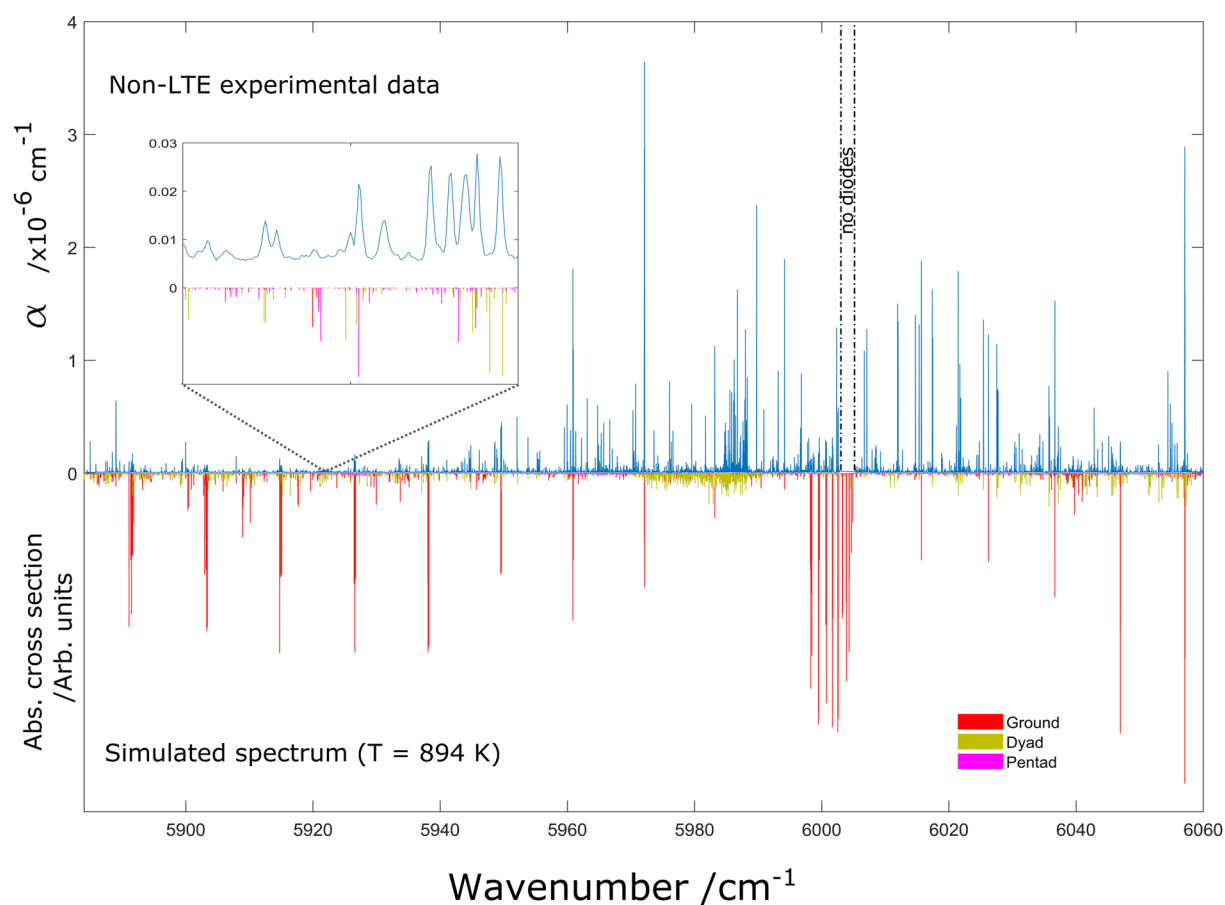 4
Non-LTE experimental data
3
2
1
0
α /x10⁻⁶ cm⁻¹
0.03
0.02
0.01
0
no diodes
Abs. cross section
/Arb. units
Ground
Dyad
Pentad
Simulated spectrum (T = 894 K)
5900 5920 5940 5960 5980 6000 6020 6040 6060
Wavenumber /cm⁻¹